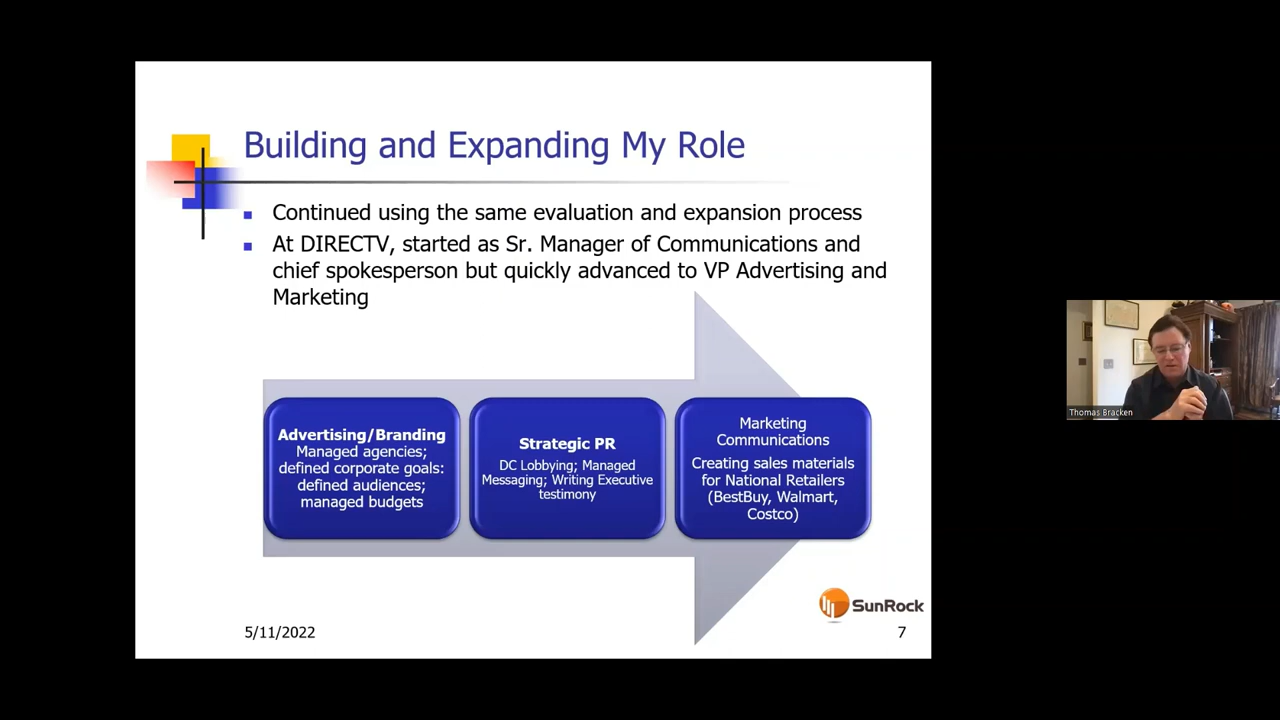 Building and Expanding My Role
Continued using the same evaluation and expansion process
At DIRECTV, started as Sr. Manager of Communications and
chief spokesperson but quickly advanced to VP Advertising and
Marketing
Advertising/Branding
Managed agencies;
defined corporate goals:
defined audiences;
managed budgets
Strategic PR
DC Lobbying; Managed
Messaging; Writing Executive
testimony
Marketing
Communications
Creating sales materials
for National Retailers
(BestBuy, Walmart,
Costco)
SunRock
5/11/2022
7
Thomas Bracken